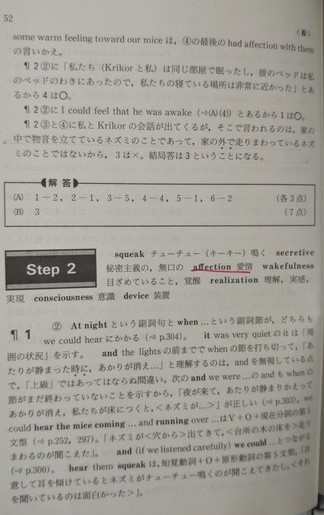 52
〈6〉
some warm feeling toward our mice は，④の最後の had affection with them
の言いかえ。
¶2②に「私たち（Krikor と私）は同じ部屋で眠ったし，彼のベッドは私
のベッドのわきにあったので，私たちの寝ている場所は非常に近かった」とあ
るから4は○。
¶2②に I could feel that he was awake（⇨(A)(4)）とあるから1は○。
¶2③と④に私と Krikor の会話が出てくるが，そこで言われるのは，家の
中で物音を立てているネズミのことであって，家の外で走りまわっているネズ
ミのことではないから，3は×。結局答は3ということになる。
解 答
(A) 1－2，2－1，3－5，4－4，5－1，6－2 （各3点）
(B) 3 （7点）
Step 2
squeak チューチュー（キーキー）鳴く secretive
秘密主義の，無口の affection 愛情 wakefulness
目ざめていること，覚醒 realization 理解，実感，
実現 consciousness 意識 device 装置
¶1 ② At night という副詞句と when ... という副詞節が，どちらも
we could hear にかかる（⇨p.304）。 it was very quiet の it は「周
囲の状況」を示す。 and the lights の前までで when の節を打ち切って，「あ
たりが静まった時に，あかりが消え…」と理解するのは，and を無視している点
で，「上級」ではあってはならぬ間違い。次の and we were ... の and も when の
節がまだ終わっていないことを示すから，「夜が来て，あたりが静まりかえって
あかりが消え，私たちが床につくと，＜ネズミが…＞」が正しい（⇨p.303）。 we
could hear the mice coming ... and running over ... は V＋O＋現在分詞の第5
文型（⇨p.252, 297）。「ネズミが＜穴から＞出てきて，＜台所の木の床を＞走り
まわるのが聞こえた」。 and (if we listened carefully) we could ... とつながる
（⇨p.300）。 hear them squeak は，知覚動詞＋O＋原形動詞の第5文型。「注
意して耳を傾けているとネズミがチューチュー鳴くのが聞こえてきたし，＜それ
を聞いているのは面白かった＞」。